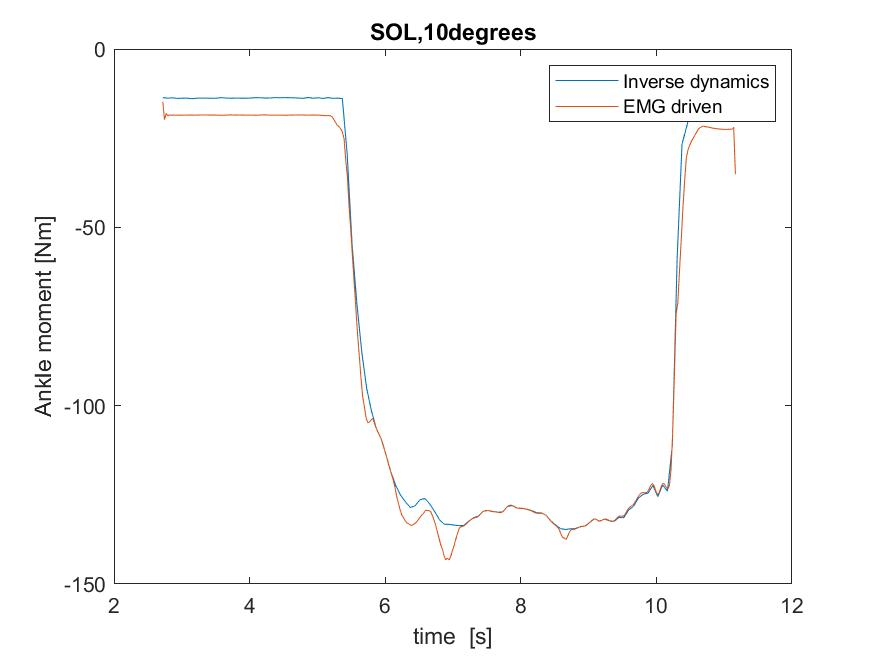 SOL,10degrees
0
-50
-100
-150
Ankle moment [Nm]
Inverse dynamics
EMG driven
2 4 6 8 10 12
time [s]